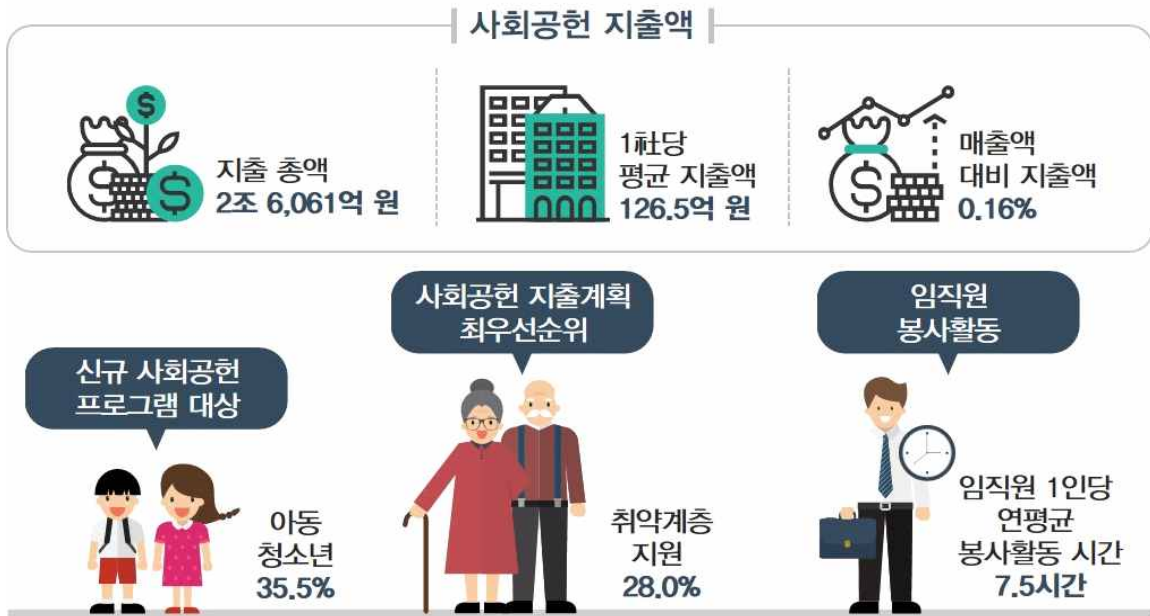 사회공헌 지출액
지출 총액
2조 6,061억 원
1社당
평균 지출액
126.5억 원
매출액
대비 지출액
0.16%
신규 사회공헌
프로그램 대상
아동
청소년
35.5%
사회공헌 지출계획
최우선순위
취약계층
지원
28.0%
임직원
봉사활동
임직원 1인당
연평균
봉사활동 시간
7.5시간